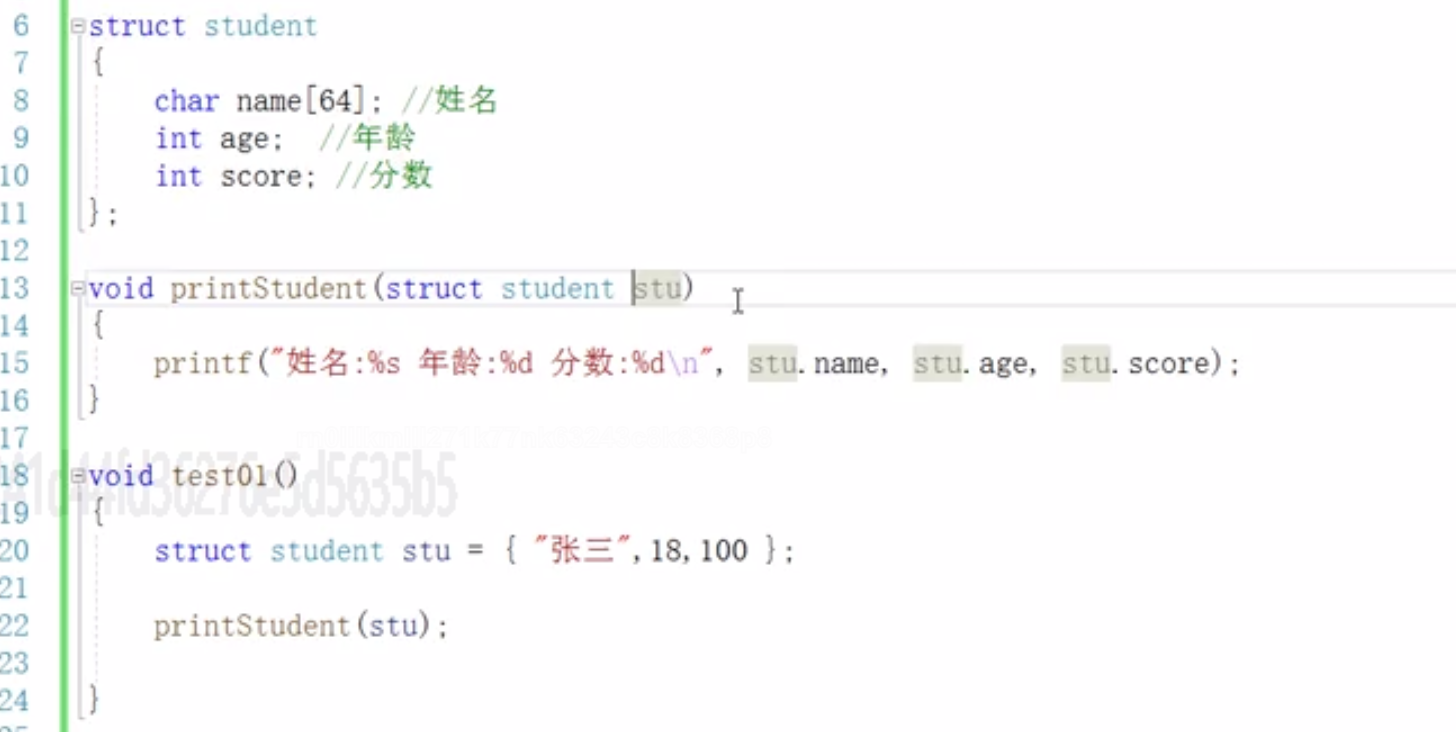 6 struct student
7 {
8 char name[64]; //姓名
9 int age; //年龄
10 int score; //分数
11 };
12
13 void printStudent(struct student stu)
14 {
15 printf("姓名:%s 年龄:%d 分数:%d\n", stu.name, stu.age, stu.score);
16 }
17
18 void test01()
19 {
20 struct student stu = { "张三",18,100 };
21
22 printStudent(stu);
23
24 }